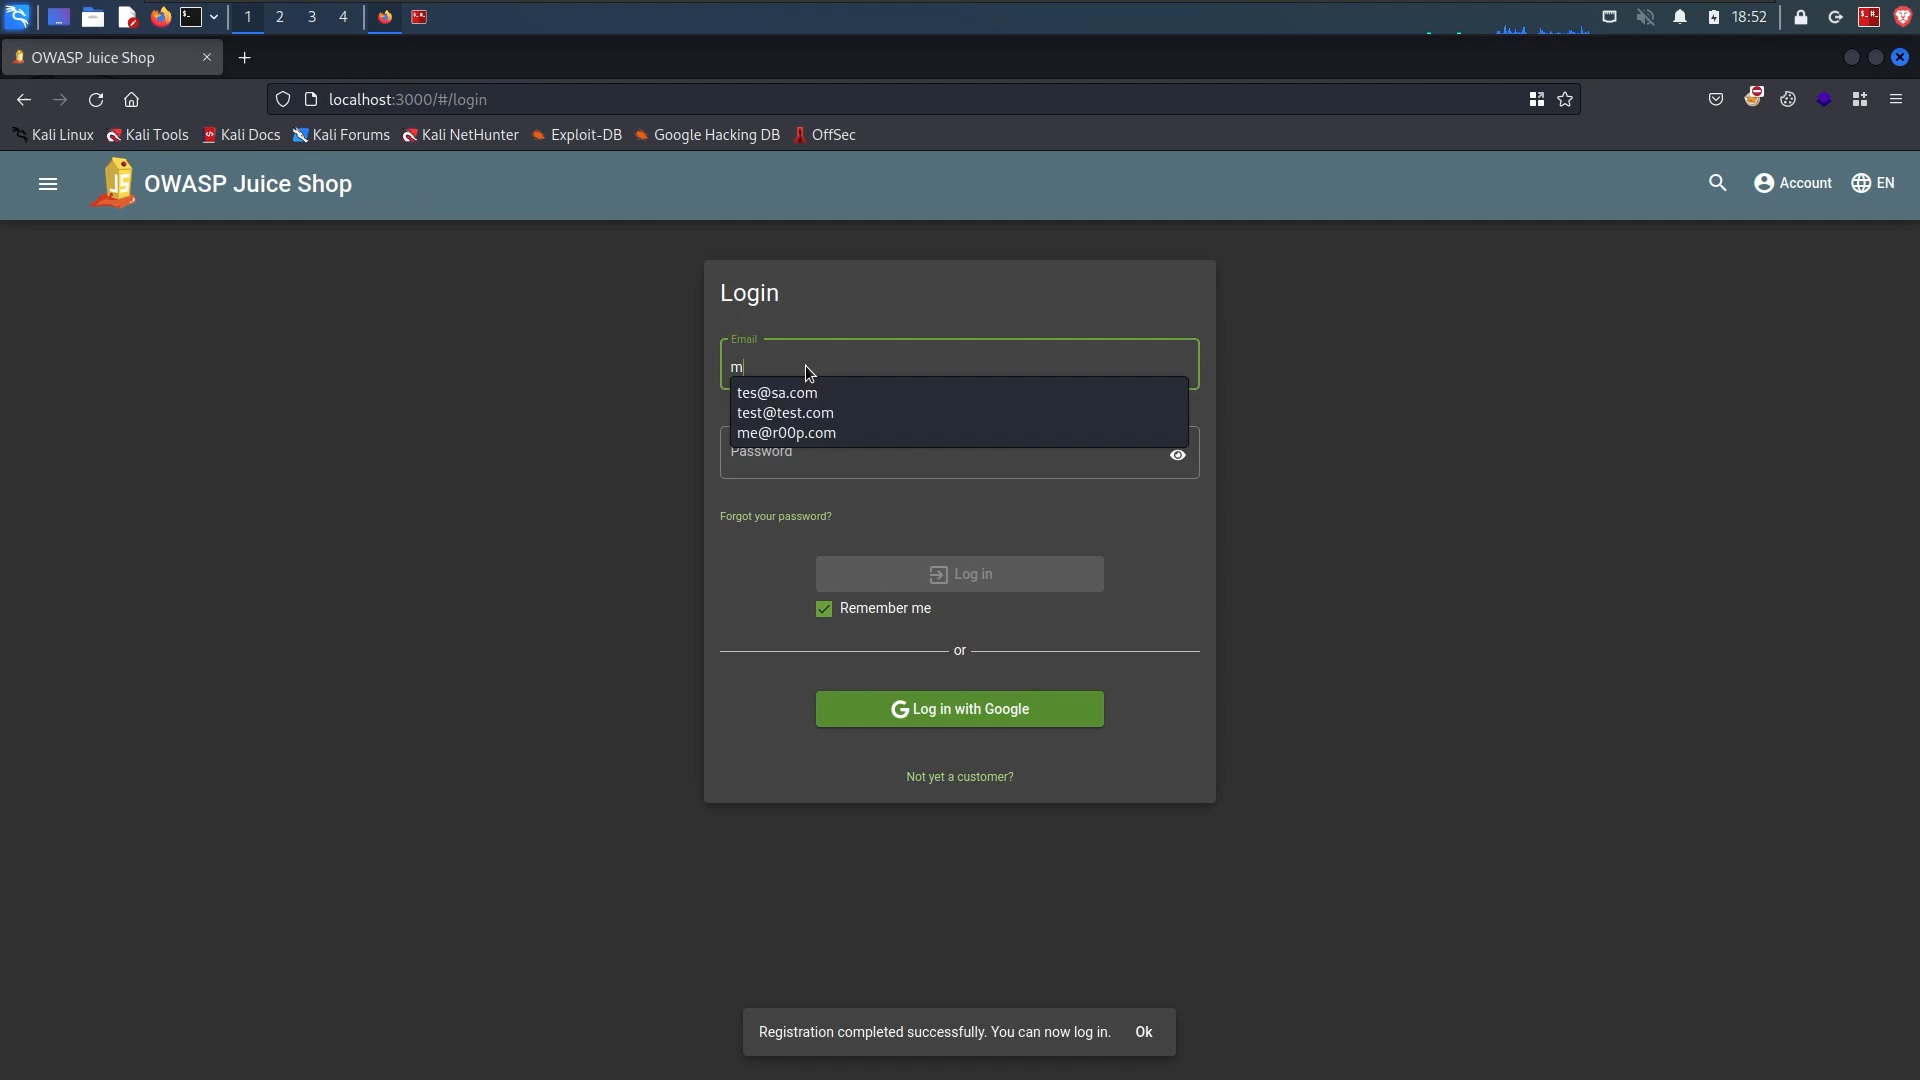 1 2 3 4 18:52
OWASP Juice Shop
localhost:3000/#/login
Kali Linux Kali Tools Kali Docs Kali Forums Kali NetHunter Exploit-DB Google Hacking DB OffSec
JS OWASP Juice Shop Account EN
Login
Email
m
tes@sa.com
test@test.com
me@r00p.com
Password
Forgot your password?
Log in
Remember me
or
G Log in with Google
Not yet a customer?
Registration completed successfully. You can now log in. Ok